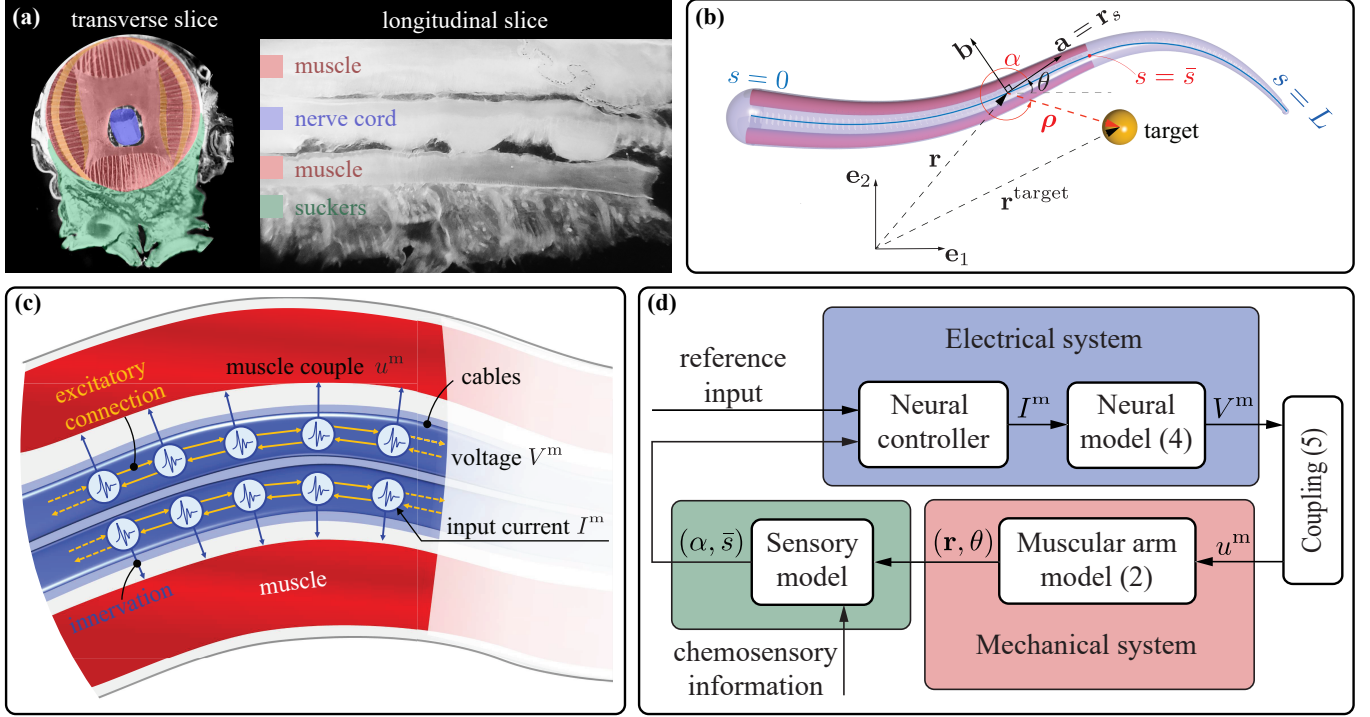 (a)
transverse slice
longitudinal slice
muscle
nerve cord
muscle
suckers
(b)
s = 0
b
α
a = r_s
θ
s = s̄
s = L
ρ
target
r
e₂
r^target
e₁
(c)
muscle couple u^m
cables
excitatory
connection
voltage V^m
input current I^m
innervation
muscle
(d)
Electrical system
reference
input
Neural
controller
I^m
Neural
model (4)
V^m
Coupling (5)
(α, s̄)
Sensory
model
(r, θ)
Muscular arm
model (2)
u^m
Mechanical system
chemosensory
information